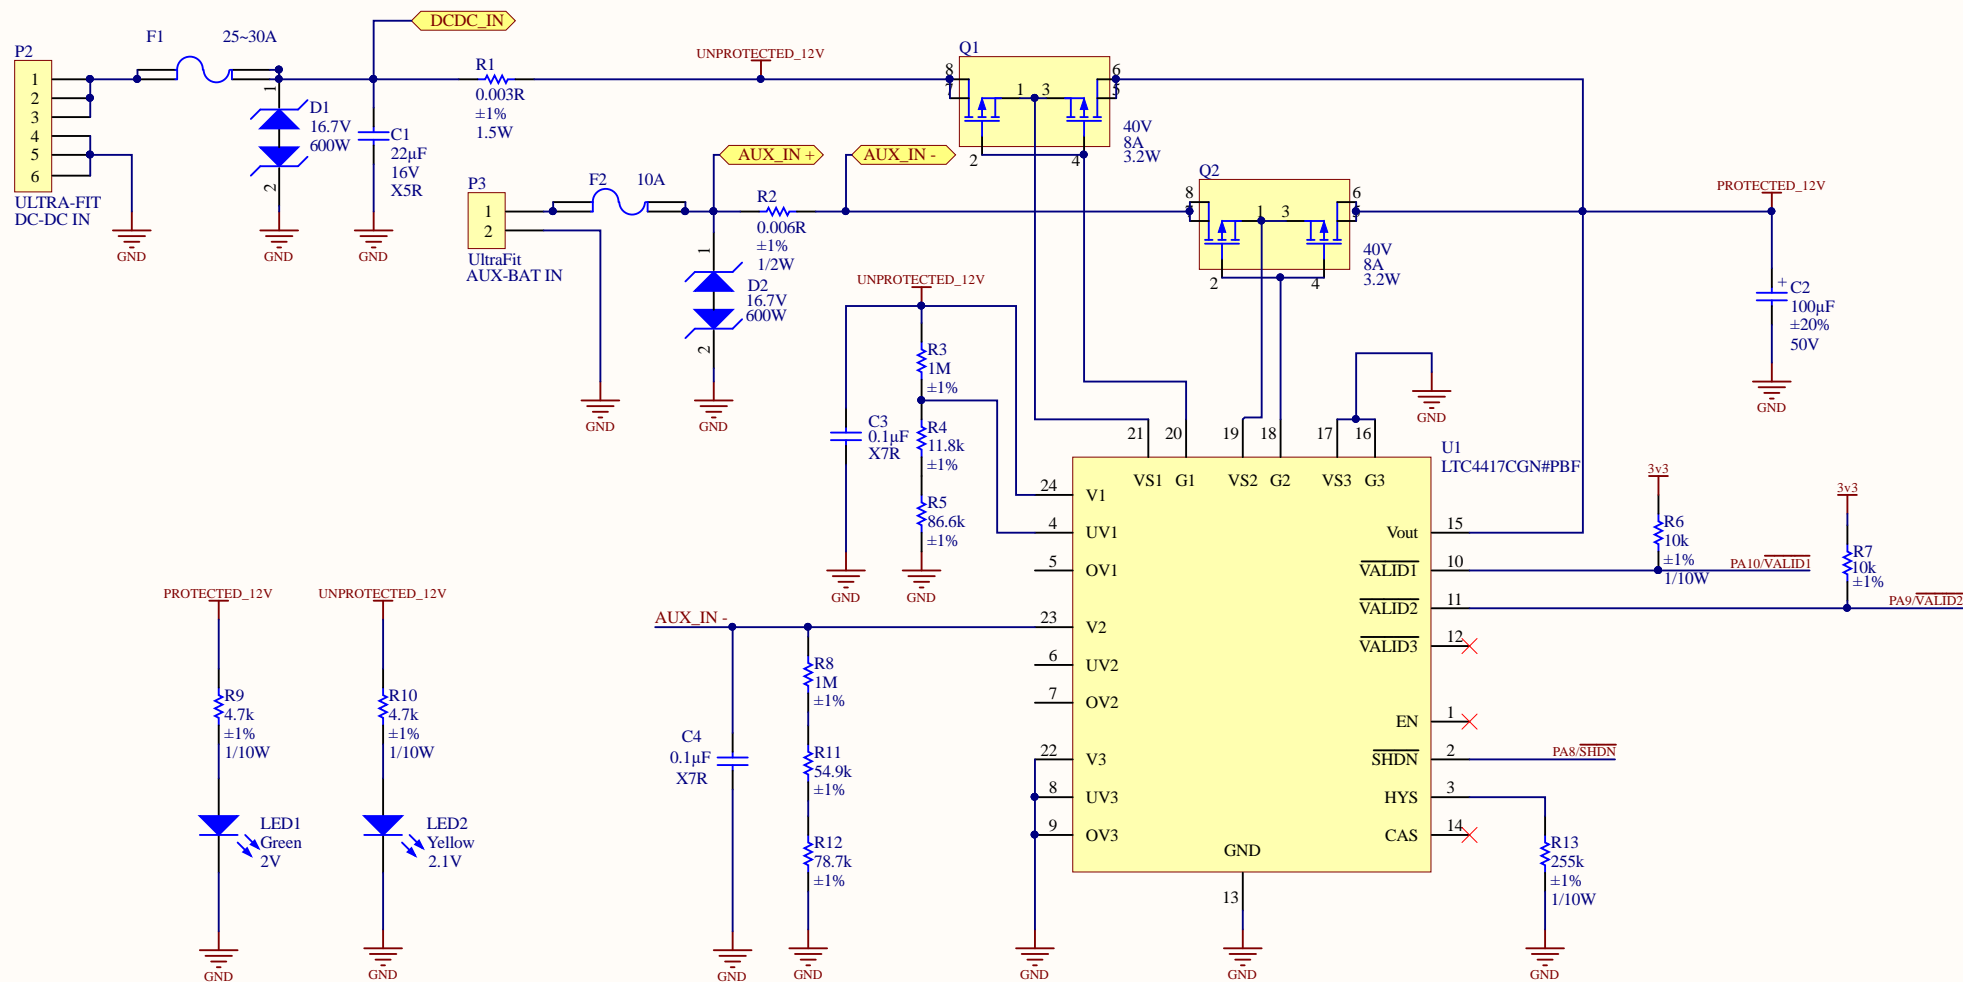 DCDC_IN
F1
25~30A
P2
1
2
3
4
5
6
ULTRA-FIT
DC-DC IN
GND
1
D1
16.7V
600W
2
GND
C1
22µF
16V
X5R
GND
R1
0.003R
±1%
1.5W
UNPROTECTED_12V
Q1
8
7
1
3
6
5
2
4
40V
8A
3.2W
AUX_IN +
AUX_IN -
P3
1
2
UltraFit
AUX-BAT IN
GND
F2
10A
R2
0.006R
±1%
1/2W
1
D2
16.7V
600W
2
GND
Q2
8
1
3
6
2
4
40V
8A
3.2W
PROTECTED_12V
+
C2
100µF
±20%
50V
GND
UNPROTECTED_12V
R3
1M
±1%
C3
0.1µF
X7R
GND
R4
11.8k
±1%
R5
86.6k
±1%
GND
GND
21
20
19
18
17
16
U1
LTC4417CGN#PBF
VS1
G1
VS2
G2
VS3
G3
24
V1
4
UV1
5
OV1
23
V2
6
UV2
7
OV2
22
V3
8
UV3
9
OV3
GND
13
GND
Vout
15
VALID1
10
VALID2
11
VALID3
12
EN
1
SHDN
2
HYS
3
CAS
14
3v3
R6
10k
±1%
1/10W
PA10/VALID1
3v3
R7
10k
±1%
PA9/VALID2
PA8/SHDN
R13
255k
±1%
1/10W
GND
AUX_IN -
C4
0.1µF
X7R
GND
R8
1M
±1%
R11
54.9k
±1%
R12
78.7k
±1%
GND
GND
PROTECTED_12V
R9
4.7k
±1%
1/10W
LED1
Green
2V
GND
UNPROTECTED_12V
R10
4.7k
±1%
1/10W
LED2
Yellow
2.1V
GND